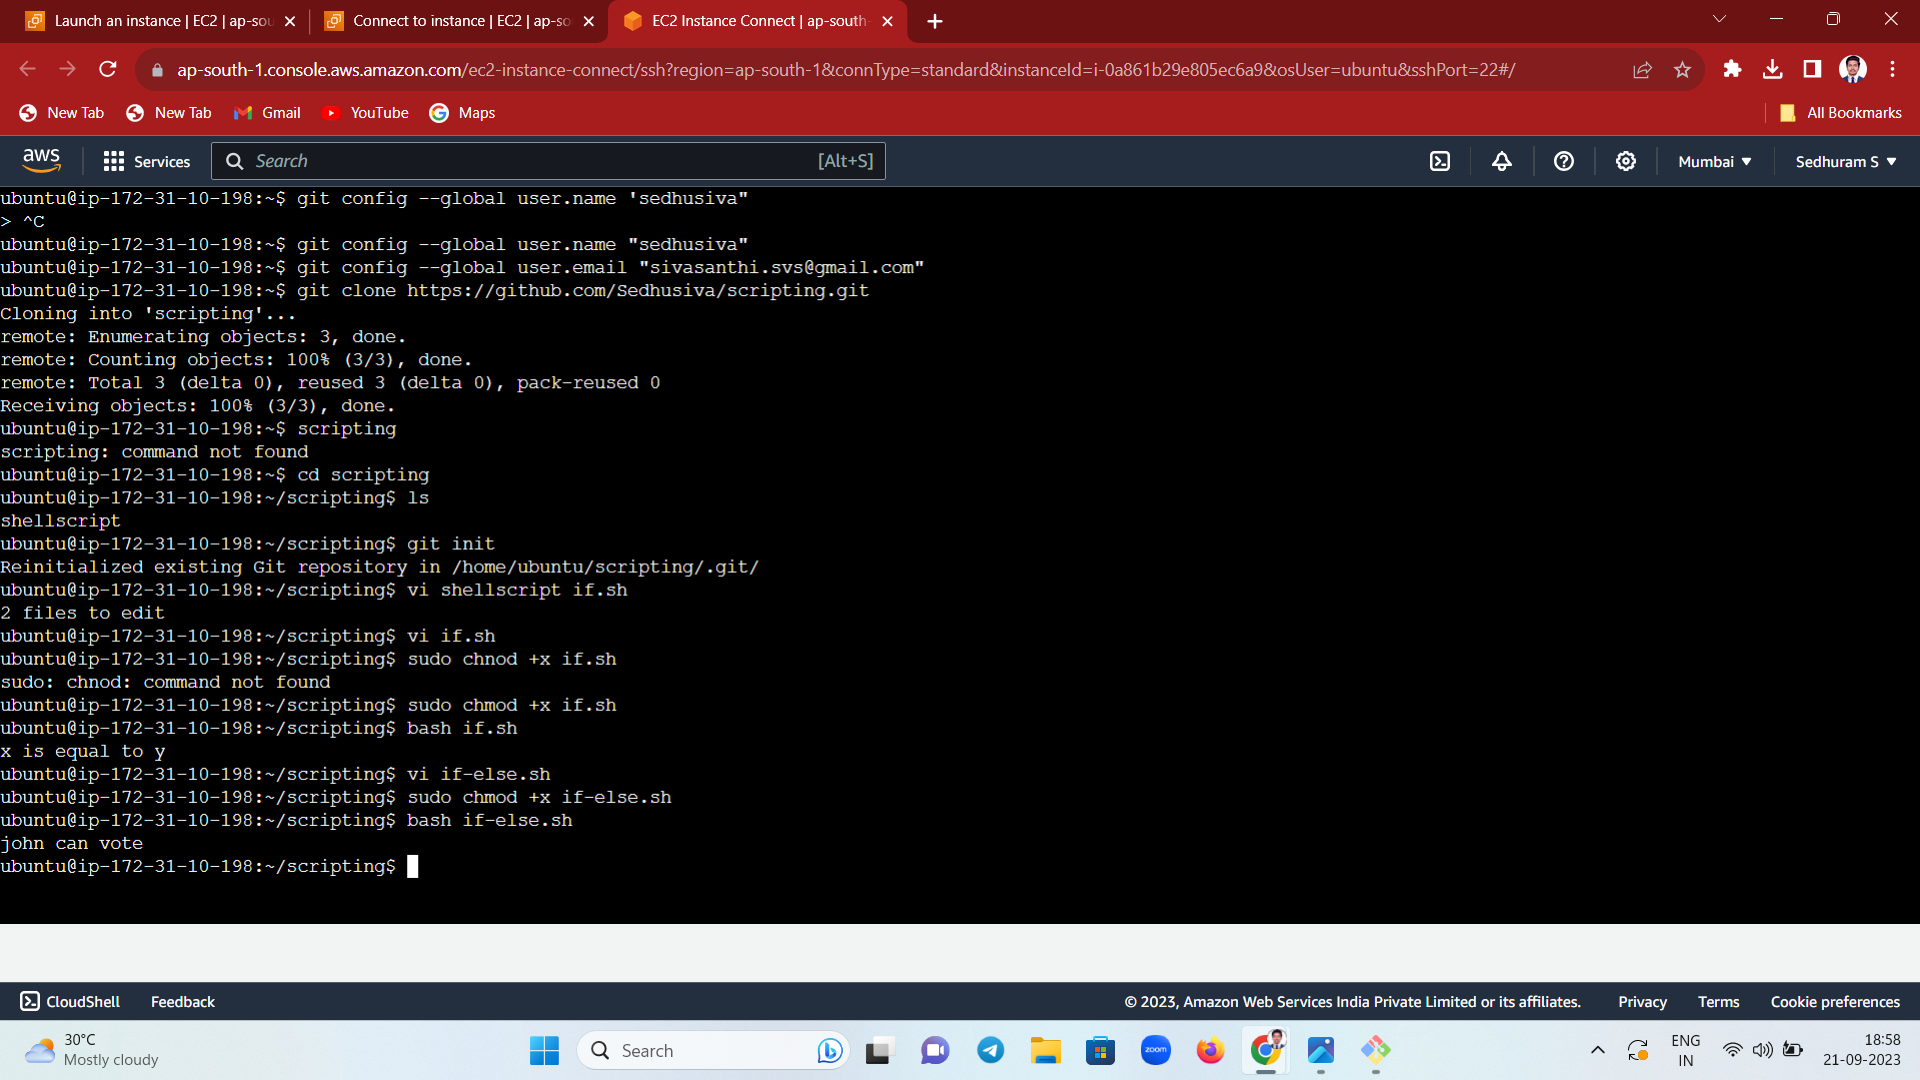 Launch an instance | EC2 | ap-sou
Connect to instance | EC2 | ap-so
EC2 Instance Connect | ap-south-
ap-south-1.console.aws.amazon.com/ec2-instance-connect/ssh?region=ap-south-1&connType=standard&instanceId=i-0a861b29e805ec6a9&osUser=ubuntu&sshPort=22#/
New Tab
New Tab
Gmail
YouTube
Maps
All Bookmarks
aws
Services
Search
[Alt+S]
Mumbai
Sedhuram S
ubuntu@ip-172-31-10-198:~$ git config --global user.name 'sedhusiva"
> ^C
ubuntu@ip-172-31-10-198:~$ git config --global user.name "sedhusiva"
ubuntu@ip-172-31-10-198:~$ git config --global user.email "sivasanthi.svs@gmail.com"
ubuntu@ip-172-31-10-198:~$ git clone https://github.com/Sedhusiva/scripting.git
Cloning into 'scripting'...
remote: Enumerating objects: 3, done.
remote: Counting objects: 100% (3/3), done.
remote: Total 3 (delta 0), reused 3 (delta 0), pack-reused 0
Receiving objects: 100% (3/3), done.
ubuntu@ip-172-31-10-198:~$ scripting
scripting: command not found
ubuntu@ip-172-31-10-198:~$ cd scripting
ubuntu@ip-172-31-10-198:~/scripting$ ls
shellscript
ubuntu@ip-172-31-10-198:~/scripting$ git init
Reinitialized existing Git repository in /home/ubuntu/scripting/.git/
ubuntu@ip-172-31-10-198:~/scripting$ vi shellscript if.sh
2 files to edit
ubuntu@ip-172-31-10-198:~/scripting$ vi if.sh
ubuntu@ip-172-31-10-198:~/scripting$ sudo chnod +x if.sh
sudo: chnod: command not found
ubuntu@ip-172-31-10-198:~/scripting$ sudo chmod +x if.sh
ubuntu@ip-172-31-10-198:~/scripting$ bash if.sh
x is equal to y
ubuntu@ip-172-31-10-198:~/scripting$ vi if-else.sh
ubuntu@ip-172-31-10-198:~/scripting$ sudo chmod +x if-else.sh
ubuntu@ip-172-31-10-198:~/scripting$ bash if-else.sh
john can vote
ubuntu@ip-172-31-10-198:~/scripting$
CloudShell
Feedback
© 2023, Amazon Web Services India Private Limited or its affiliates.
Privacy
Terms
Cookie preferences
30°C
Mostly cloudy
Search
zoom
ENG
IN
18:58
21-09-2023